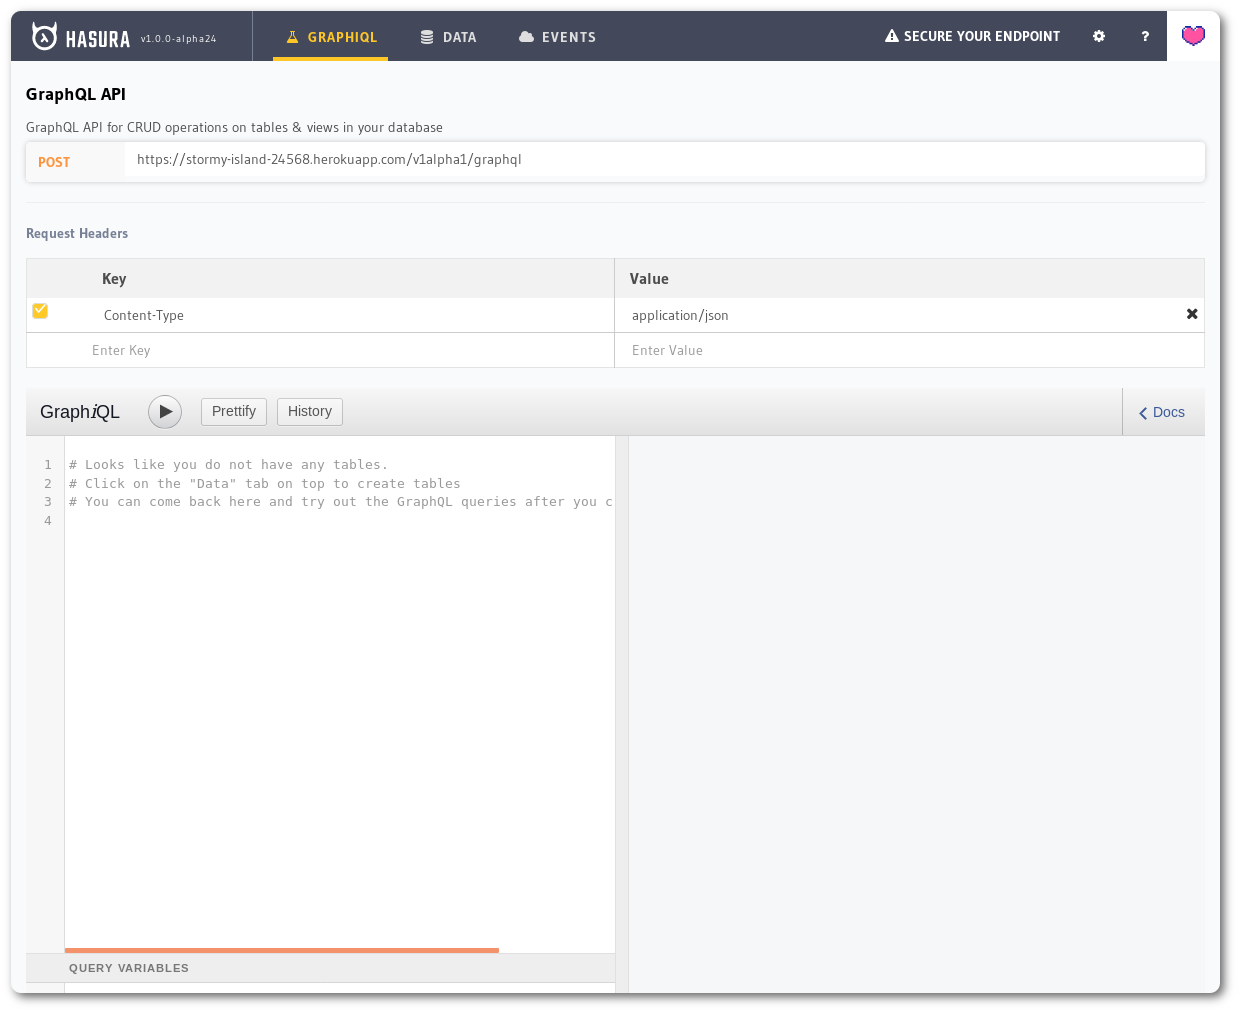 HASURA v1.0.0-alpha24 GRAPHIQL DATA EVENTS SECURE YOUR ENDPOINT ?
GraphQL API
GraphQL API for CRUD operations on tables & views in your database
POST https://stormy-island-24568.herokuapp.com/v1alpha1/graphql
Request Headers
Key Value
Content-Type application/json
Enter Key Enter Value
GraphiQL Prettify History Docs
1 # Looks like you do not have any tables.
2 # Click on the "Data" tab on top to create tables
3 # You can come back here and try out the GraphQL queries after you c
4
QUERY VARIABLES